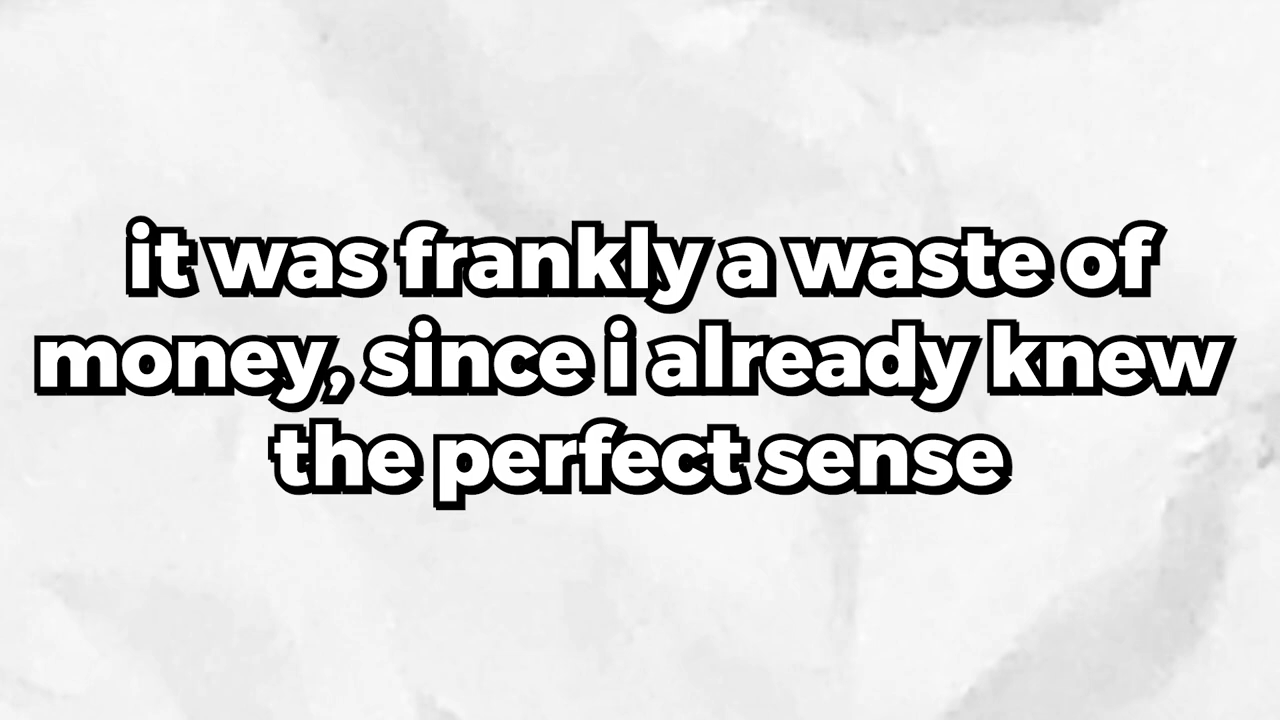 it was frankly a waste of
money, since i already knew
the perfect sense